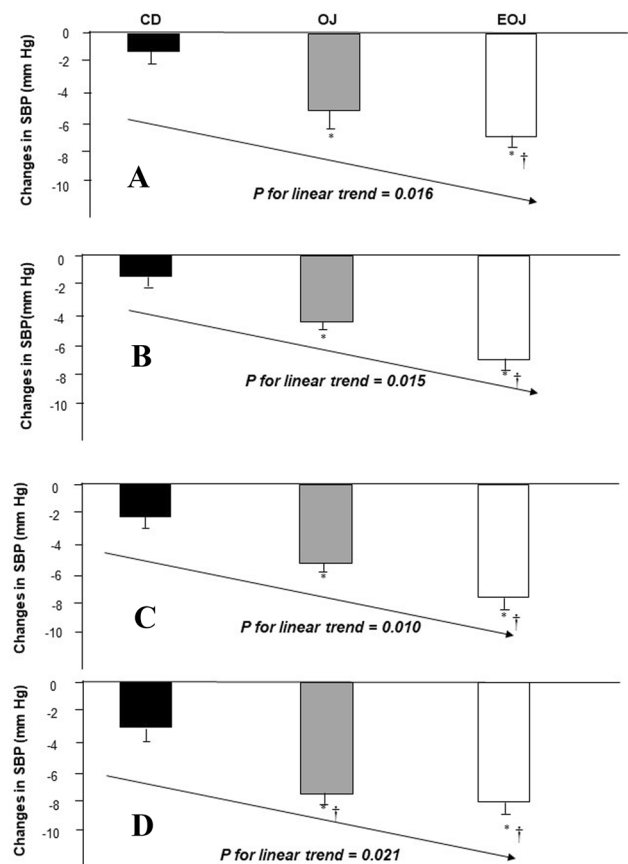 CD OJ EOJ
Changes in SBP (mm Hg)
0
-2
-4
-6
-8
-10
*
* †
A
P for linear trend = 0.016
Changes in SBP(mm Hg)
0
-2
-4
-6
-8
-10
*
* †
B
P for linear trend = 0.015
Changes in SBP (mm Hg)
0
-2
-4
-6
-8
-10
*
* †
C
P for linear trend = 0.010
Changes in SBP (mm Hg)
0
-2
-4
-6
-8
-10
* †
* †
D
P for linear trend = 0.021